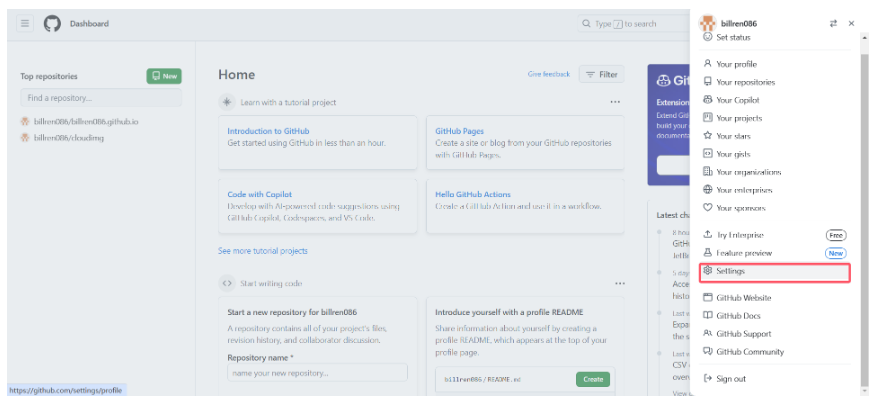 Dashboard
Type / to search
Top repositories
New
Find a repository...
billren086/billren086.github.io
billren086/cloudimg
Home
Give feedback
Filter
Learn with a tutorial project
Introduction to GitHub
Get started using GitHub in less than an hour.
GitHub Pages
Create a site or blog from your GitHub repositories
with GitHub Pages.
Code with Copilot
Develop with AI-powered code suggestions using
GitHub Copilot, Codespaces, and VS Code.
Hello GitHub Actions
Create a GitHub Action and use it in a workflow.
See more tutorial projects
Start writing code
Start a new repository for billren086
A repository contains all of your project's files,
revision history, and collaborator discussion.
Repository name *
name your new repository...
Introduce yourself with a profile README
Share information about yourself by creating a
profile README, which appears at the top of your
profile page.
billren086 / README.md
Create
https://github.com/settings/profile
Git
Extension
Extend Git
build your
documenta
Latest cha
8 hou
GitHu
JetBr
5 day
Acce
histo
Last w
Expa
the s
Last w
CSV
overv
View
billren086
Set status
Your profile
Your repositories
Your Copilot
Your projects
Your stars
Your gists
Your organizations
Your enterprises
Your sponsors
Try Enterprise
Free
Feature preview
New
Settings
GitHub Website
GitHub Docs
GitHub Support
GitHub Community
Sign out